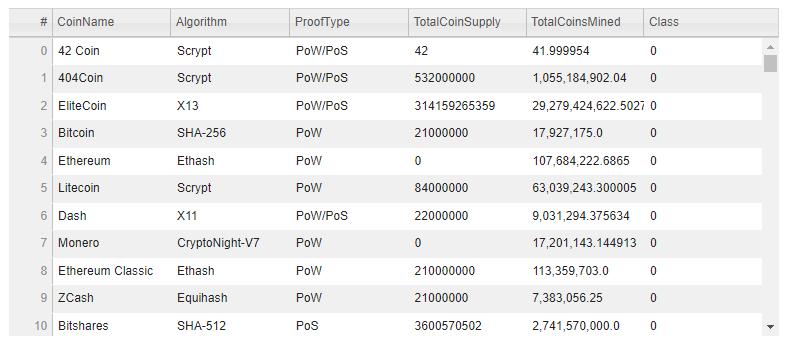 # CoinName Algorithm ProofType TotalCoinSupply TotalCoinsMined Class
0 42 Coin Scrypt PoW/PoS 42 41.999954 0
1 404Coin Scrypt PoW/PoS 532000000 1,055,184,902.04 0
2 EliteCoin X13 PoW/PoS 314159265359 29,279,424,622.5027 0
3 Bitcoin SHA-256 PoW 21000000 17,927,175.0 0
4 Ethereum Ethash PoW 0 107,684,222.6865 0
5 Litecoin Scrypt PoW 84000000 63,039,243.300005 0
6 Dash X11 PoW/PoS 22000000 9,031,294.375634 0
7 Monero CryptoNight-V7 PoW 0 17,201,143.144913 0
8 Ethereum Classic Ethash PoW 210000000 113,359,703.0 0
9 ZCash Equihash PoW 21000000 7,383,056.25 0
10 Bitshares SHA-512 PoS 3600570502 2,741,570,000.0 0